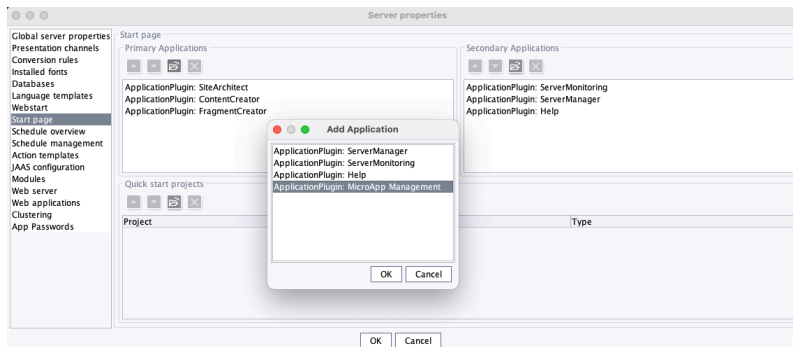 Server properties
Global server properties
Presentation channels
Conversion rules
Installed fonts
Databases
Language templates
Webstart
Start page
Schedule overview
Schedule management
Action templates
JAAS configuration
Modules
Web server
Web applications
Clustering
App Passwords
Start page
Primary Applications
ApplicationPlugin: SiteArchitect
ApplicationPlugin: ContentCreator
ApplicationPlugin: FragmentCreator
Secondary Applications
ApplicationPlugin: ServerMonitoring
ApplicationPlugin: ServerManager
ApplicationPlugin: Help
Quick start projects
Project
Type
Add Application
ApplicationPlugin: ServerManager
ApplicationPlugin: ServerMonitoring
ApplicationPlugin: Help
ApplicationPlugin: MicroApp Management
OK Cancel
OK Cancel